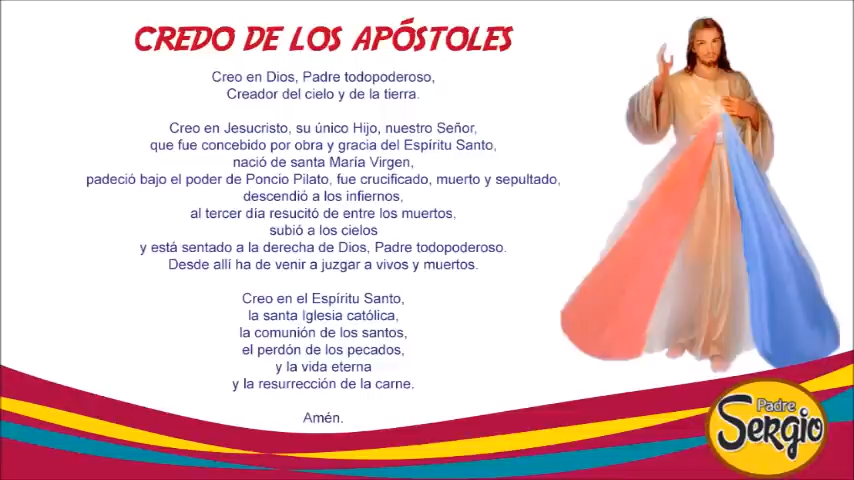 CREDO DE LOS APÓSTOLES
Creo en Dios, Padre todopoderoso,
Creador del cielo y de la tierra.
Creo en Jesucristo, su único Hijo, nuestro Señor,
que fue concebido por obra y gracia del Espíritu Santo,
nació de santa María Virgen,
padeció bajo el poder de Poncio Pilato, fue crucificado, muerto y sepultado,
descendió a los infiernos,
al tercer día resucitó de entre los muertos,
subió a los cielos
y está sentado a la derecha de Dios, Padre todopoderoso.
Desde allí ha de venir a juzgar a vivos y muertos.
Creo en el Espíritu Santo,
la santa Iglesia católica,
la comunión de los santos,
el perdón de los pecados,
y la vida eterna
y la resurrección de la carne.
Amén.
Padre
Sergio